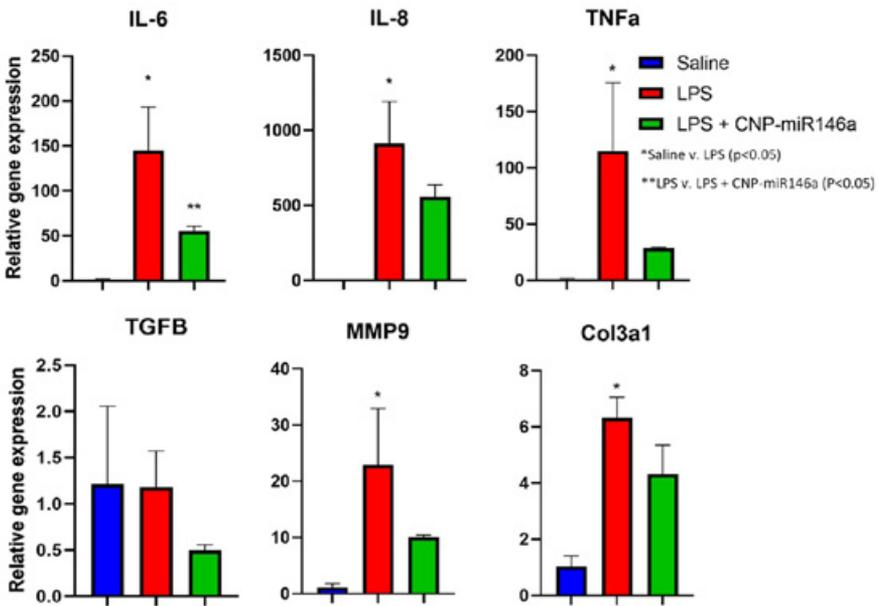 IL-6
IL-8
TNFa
Relative gene expression
250
200
150
100
50
0
*
**
1500
1000
500
0
*
200
150
100
50
0
*
Saline
LPS
LPS + CNP-miR146a
*Saline v. LPS (p<0.05)
**LPS v. LPS + CNP-miR146a (P<0.05)
TGFB
MMP9
Col3a1
Relative gene expression
2.5
2.0
1.5
1.0
0.5
0.0
40
30
20
10
0
*
8
6
4
2
0
*